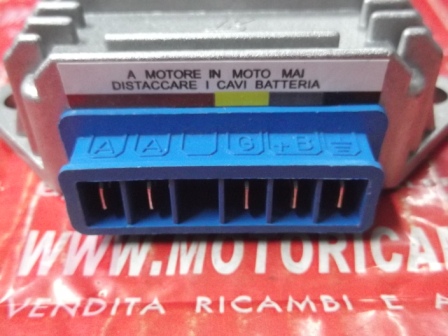 A MOTORE IN MOTO MAI
DISTACCARE I CAVI BATTERIA
A A G +B
WWW.MOTORICA
VENDITA RICAMBI E